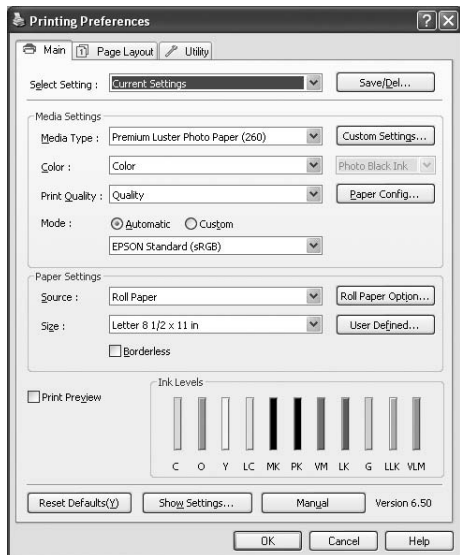 Printing Preferences
Main Page Layout Utility
Select Setting : Current Settings Save/Del...
Media Settings
Media Type : Premium Luster Photo Paper (260) Custom Settings...
Color : Color Photo Black Ink
Print Quality : Quality Paper Config...
Mode : Automatic Custom
EPSON Standard (sRGB)
Paper Settings
Source : Roll Paper Roll Paper Option...
Size : Letter 8 1/2 x 11 in User Defined...
Borderless
Print Preview
Ink Levels
C O Y LC MK PK VM LK G LLK VLM
Reset Defaults(Y) Show Settings... Manual Version 6.50
OK Cancel Help